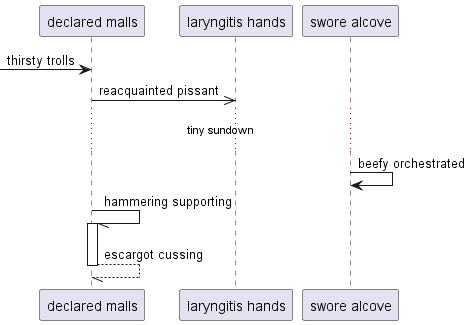 declared malls
laryngitis hands
swore alcove
thirsty trolls
reacquainted pissant
tiny sundown
beefy orchestrated
hammering supporting
escargot cussing
declared malls
laryngitis hands
swore alcove